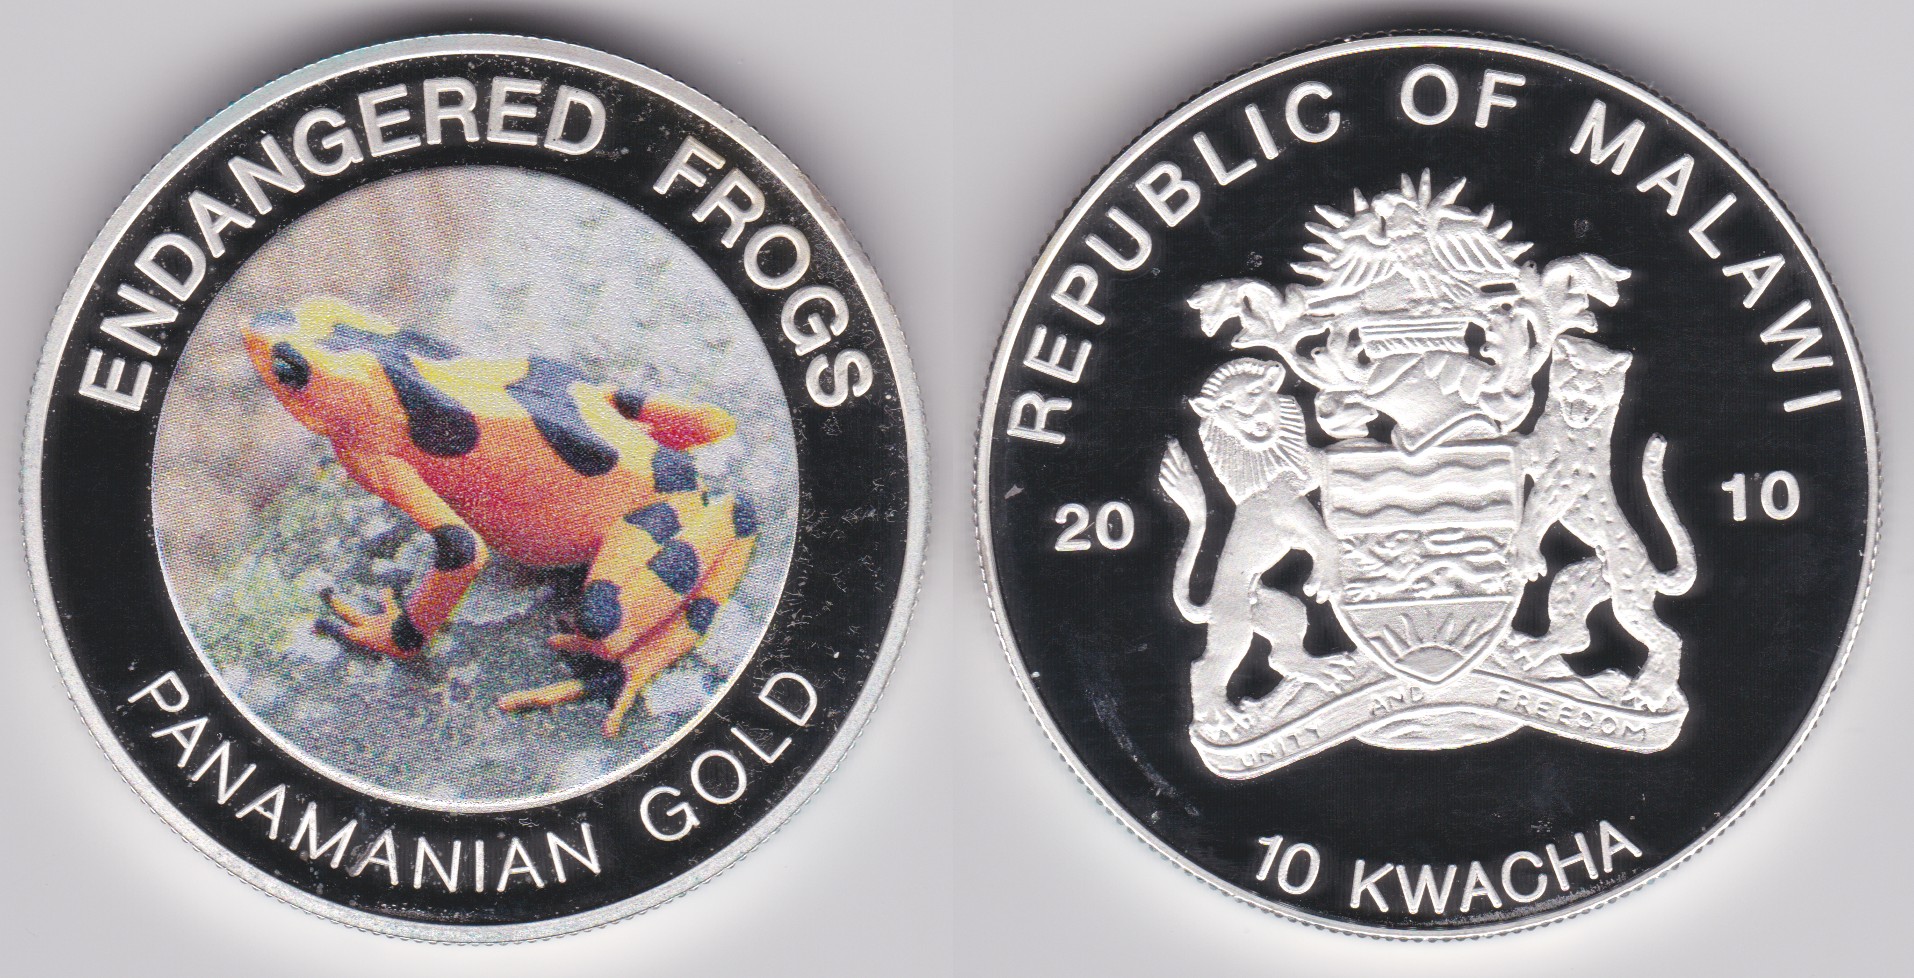 ENDANGERED FROGS
PANAMANIAN GOLD
REPUBLIC OF MALAWI
20 10
UNITY AND FREEDOM
10 KWACHA